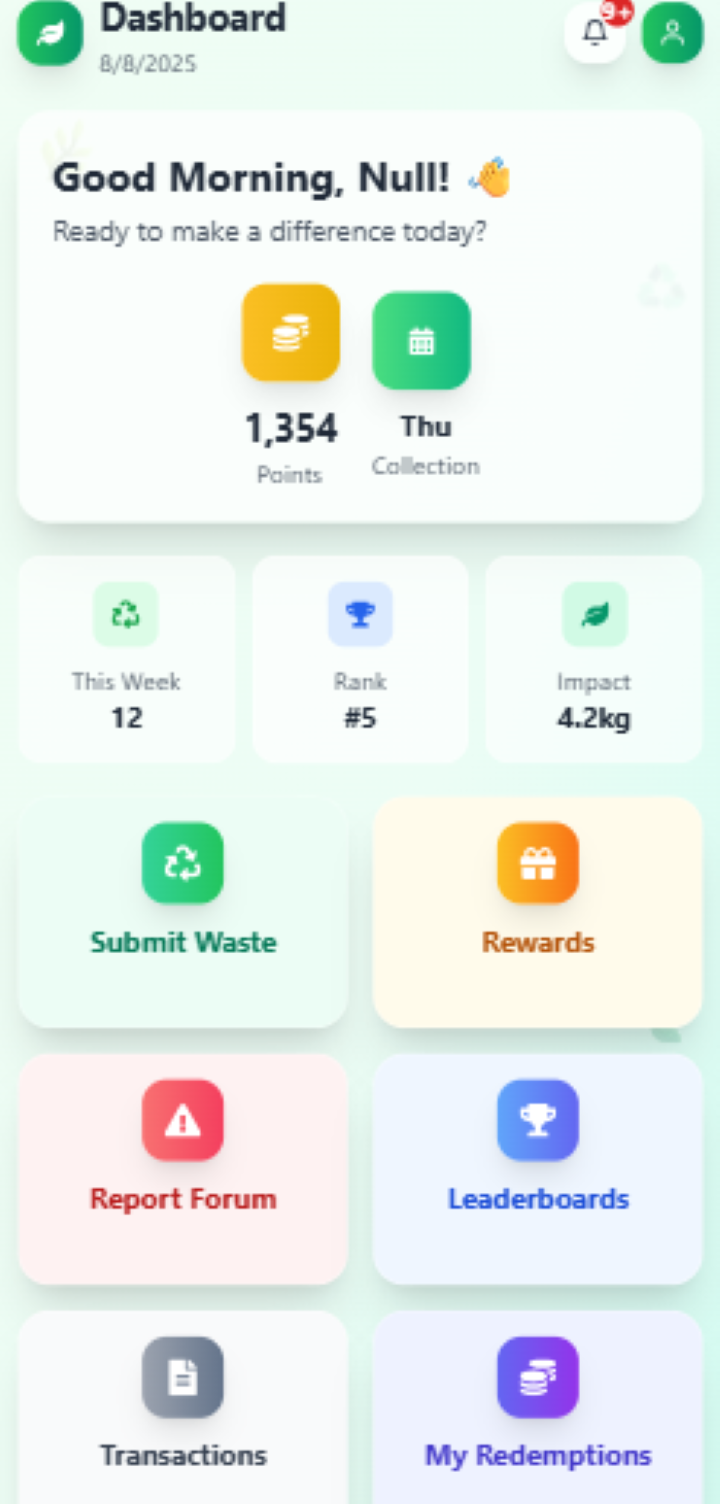 Dashboard
8/8/2025
9+
Good Morning, Null! 👋
Ready to make a difference today?
1,354
Points
Thu
Collection
This Week
12
Rank
#5
Impact
4.2kg
Submit Waste
Rewards
Report Forum
Leaderboards
Transactions
My Redemptions